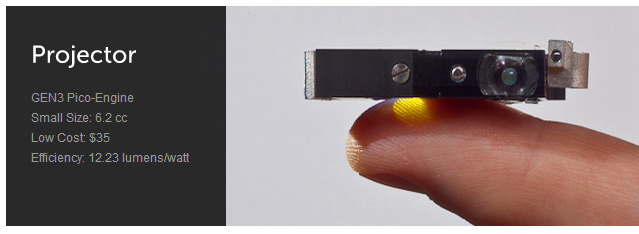 Projector
GEN3 Pico-Engine
Small Size: 6.2 cc
Low Cost: $35
Efficiency: 12.23 lumens/watt